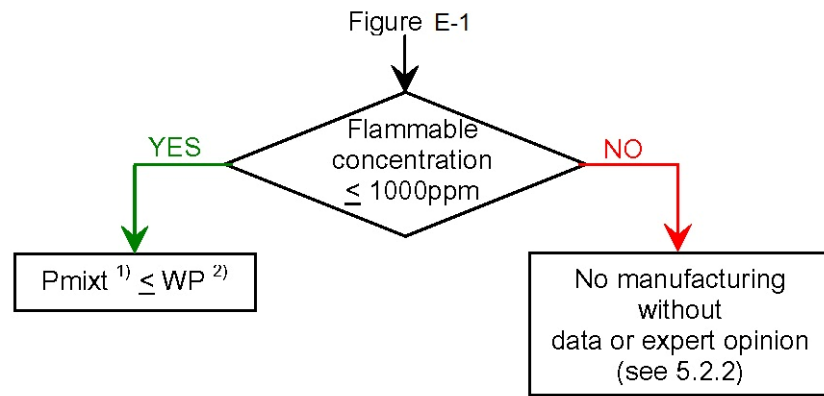 Figure E-1
Flammable
concentration
≤ 1000ppm
YES
NO
Pmixt ¹⁾ ≤ WP ²⁾
No manufacturing
without
data or expert opinion
(see 5.2.2)